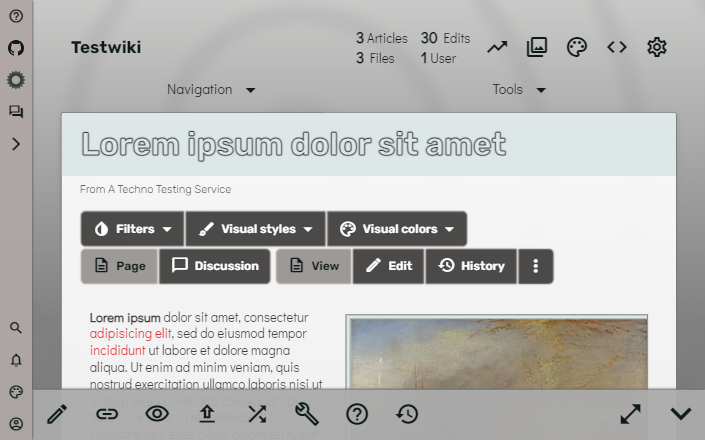 Testwiki
3 Articles 30 Edits
3 Files 1 User
Navigation Tools
Lorem ipsum dolor sit amet
From A Techno Testing Service
Filters Visual styles Visual colors
Page Discussion View Edit History
Lorem ipsum dolor sit amet, consectetur
adipisicing elit, sed do eiusmod tempor
incididunt ut labore et dolore magna
aliqua. Ut enim ad minim veniam, quis
nostrud exercitation ullamco laboris nisi ut